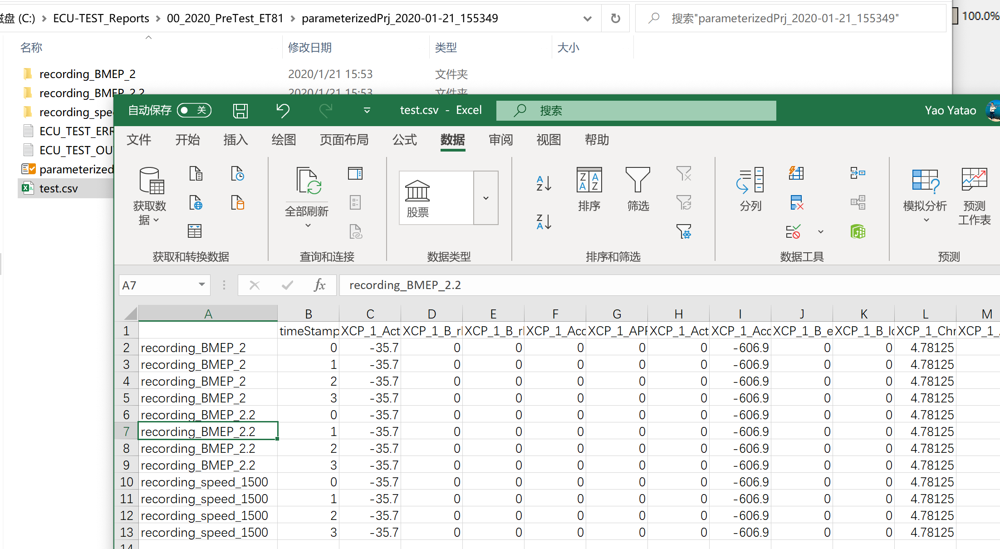 磁盘 (C:) > ECU-TEST_Reports > 00_2020_PreTest_ET81 > parameterizedPrj_2020-01-21_155349
搜索"parameterizedPrj_2020-01-21_155349"
100.0%
名称 修改日期 类型 大小
recording_BMEP_2 2020/1/21 15:53 文件夹
recording_BMEP_2.2 2020/1/21 15:53 文件夹
recording_spe
ECU_TEST_ERR
ECU_TEST_OU
parameterized
test.csv
自动保存 关 test.csv - Excel 搜索 Yao Yatao
文件 开始 插入 绘图 页面布局 公式 数据 审阅 视图 帮助
获取数据
全部刷新
股票
排序
筛选
分列
模拟分析
预测工作表
获取和转换数据 查询和连接 数据类型 排序和筛选 数据工具 预测
A7 fx recording_BMEP_2.2
A B C D E F G H I J K L M
1 timeStamp XCP_1_Act XCP_1_B_rl XCP_1_B_rl XCP_1_Acc XCP_1_APP XCP_1_Act XCP_1_Acc XCP_1_B_e XCP_1_B_lc XCP_1_Chr XCP_1_
2 recording_BMEP_2 0 -35.7 0 0 0 0 0 -606.9 0 0 4.78125
3 recording_BMEP_2 1 -35.7 0 0 0 0 0 -606.9 0 0 4.78125
4 recording_BMEP_2 2 -35.7 0 0 0 0 0 -606.9 0 0 4.78125
5 recording_BMEP_2 3 -35.7 0 0 0 0 0 -606.9 0 0 4.78125
6 recording_BMEP_2.2 0 -35.7 0 0 0 0 0 -606.9 0 0 4.78125
7 recording_BMEP_2.2 1 -35.7 0 0 0 0 0 -606.9 0 0 4.78125
8 recording_BMEP_2.2 2 -35.7 0 0 0 0 0 -606.9 0 0 4.78125
9 recording_BMEP_2.2 3 -35.7 0 0 0 0 0 -606.9 0 0 4.78125
10 recording_speed_1500 0 -35.7 0 0 0 0 0 -606.9 0 0 4.78125
11 recording_speed_1500 1 -35.7 0 0 0 0 0 -606.9 0 0 4.78125
12 recording_speed_1500 2 -35.7 0 0 0 0 0 -606.9 0 0 4.78125
13 recording_speed_1500 3 -35.7 0 0 0 0 0 -606.9 0 0 4.78125
14